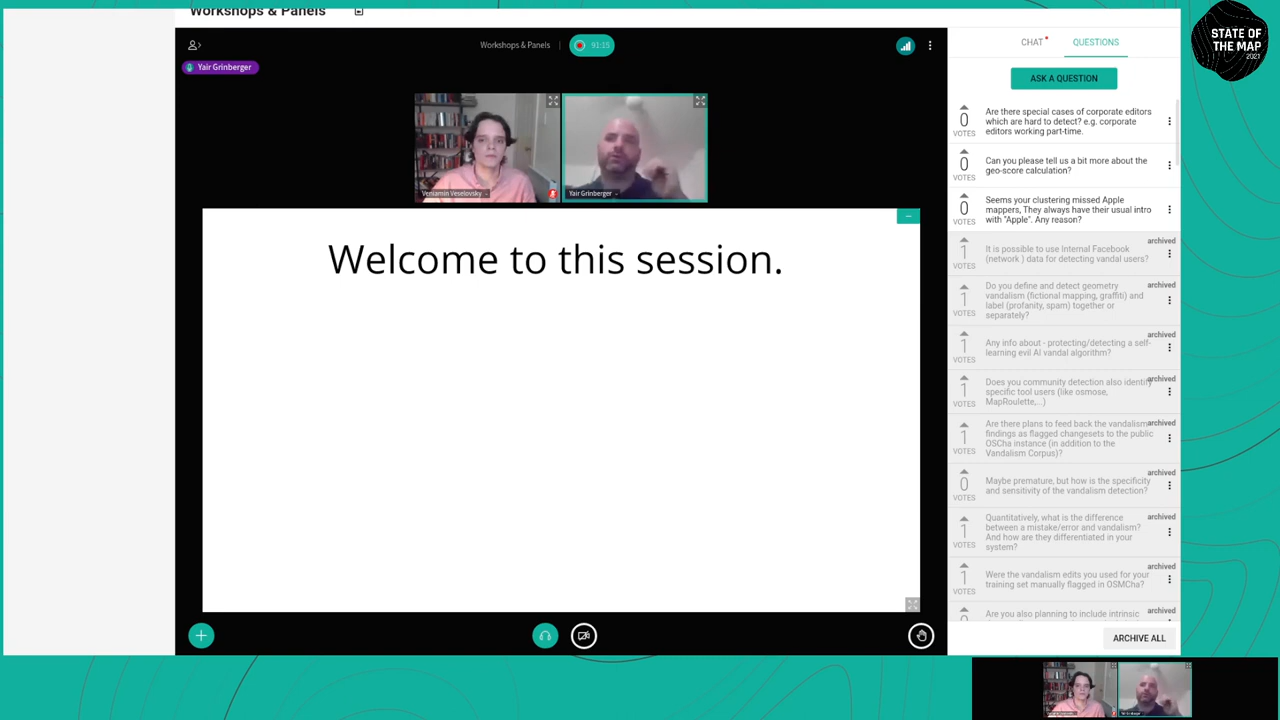 Workshops & Panels
STATE OF
THE MAP
2021
Workshops & Panels
91:15
Yair Grinberger
Veniamin Veselovsky
Yair Grinberger
Welcome to this session.
CHAT
QUESTIONS
ASK A QUESTION
0
VOTES
Are there special cases of corporate editors
which are hard to detect? e.g. corporate
editors working part-time.
0
VOTES
Can you please tell us a bit more about the
geo-score calculation?
0
VOTES
Seems your clustering missed Apple
mappers, They always have their usual intro
with "Apple". Any reason?
archived
1
VOTES
It is possible to use Internal Facebook
(network ) data for detecting vandal users?
archived
1
VOTES
Do you define and detect geometry
vandalism (fictional mapping, graffiti) and
label (profanity, spam) together or
separately?
archived
1
VOTES
Any info about - protecting/detecting a self-
learning evil AI vandal algorithm?
archived
1
VOTES
Does you community detection also identify
specific tool users (like osmose,
MapRoulette,...)
archived
1
VOTES
Are there plans to feed back the vandalism
findings as flagged changesets to the public
OSCha instance (in addition to the
Vandalism Corpus)?
archived
0
VOTES
Maybe premature, but how is the specificity
and sensitivity of the vandalism detection?
archived
1
VOTES
Quantitatively, what is the difference
between a mistake/error and vandalism?
And how are they differentiated in your
system?
archived
1
VOTES
Were the vandalism edits you used for your
training set manually flagged in OSMCha?
archived
Are you also planning to include intrinsic
ARCHIVE ALL